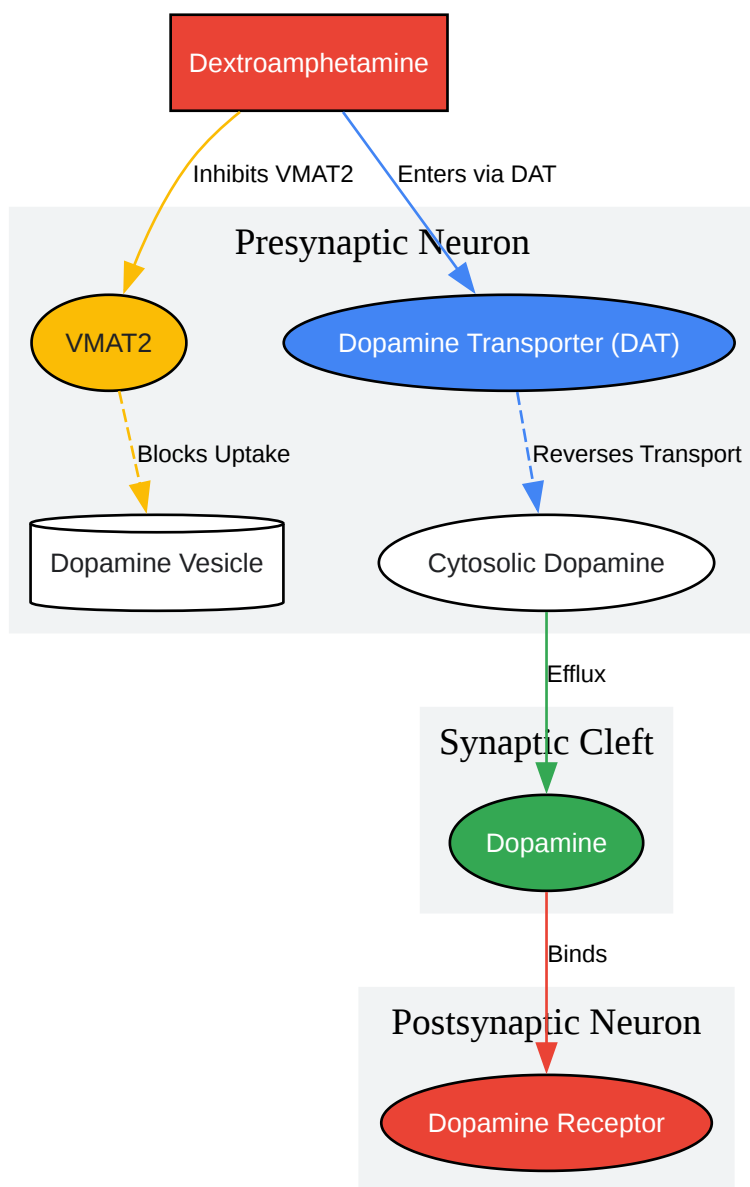 Dextroamphetamine
Inhibits VMAT2
Enters via DAT
Presynaptic Neuron
VMAT2
Dopamine Transporter (DAT)
Blocks Uptake
Reverses Transport
Dopamine Vesicle
Cytosolic Dopamine
Efflux
Synaptic Cleft
Dopamine
Binds
Postsynaptic Neuron
Dopamine Receptor